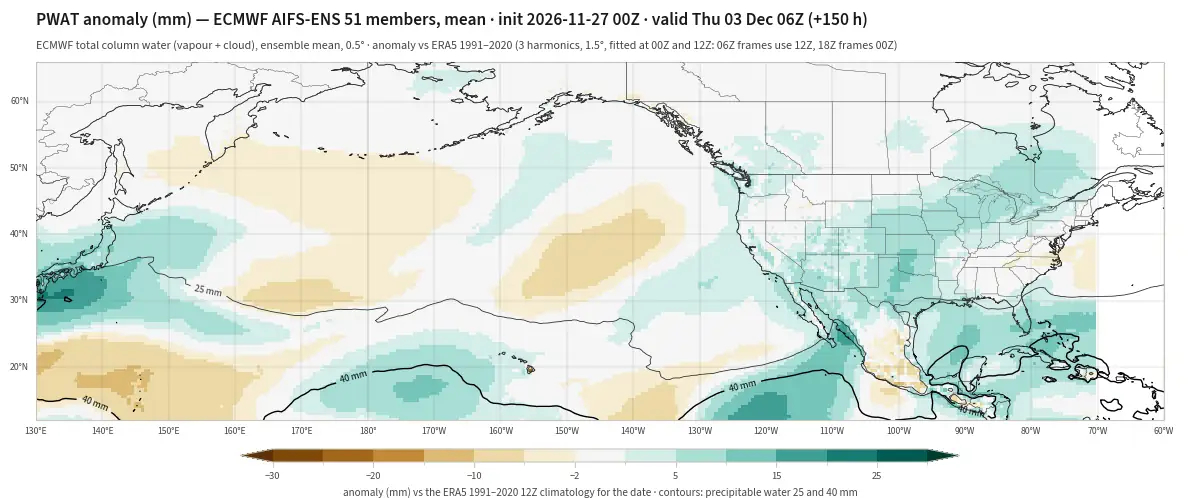 PWAT anomaly (mm) — ECMWF AIFS-ENS 51 members, mean · init 2026-11-27 00Z · valid Thu 03 Dec 06Z (+150 h)
ECMWF total column water (vapour + cloud), ensemble mean, 0.5° · anomaly vs ERA5 1991–2020 (3 harmonics, 1.5°, fitted at 00Z and 12Z: 06Z frames use 12Z, 18Z frames 00Z)
60°N
50°N
40°N
30°N
20°N
25 mm
40 mm
40 mm
40 mm
40 mm
130°E 140°E 150°E 160°E 170°E 180° 170°W 160°W 150°W 140°W 130°W 120°W 110°W 100°W 90°W 80°W 70°W 60°W
−30 −20 −10 −2 5 15 25
anomaly (mm) vs the ERA5 1991–2020 12Z climatology for the date · contours: precipitable water 25 and 40 mm